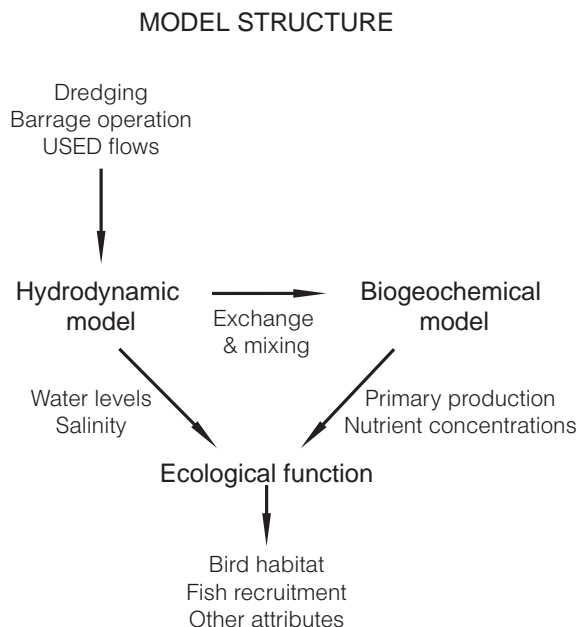 MODEL STRUCTURE
Dredging
Barrage operation
USED flows
Hydrodynamic
model
Exchange
& mixing
Biogeochemical
model
Water levels
Salinity
Primary production
Nutrient concentrations
Ecological function
Bird habitat
Fish recruitment
Other attributes